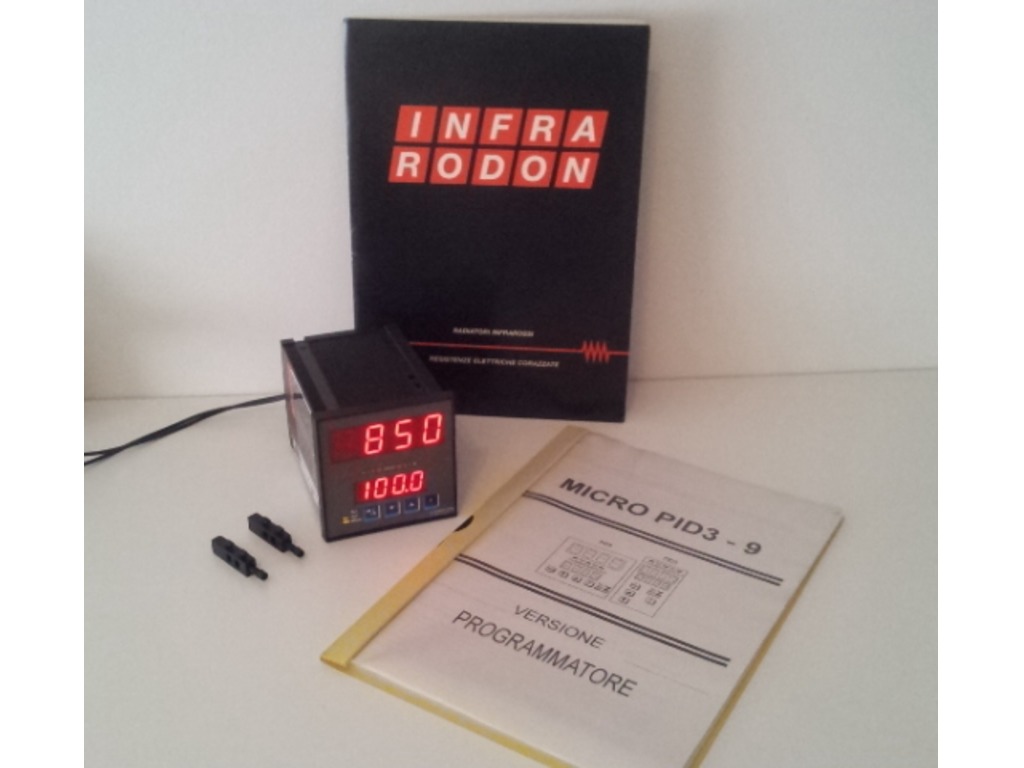 INFRA
RODON
RADIATORI INFRAROSSI
RESISTENZE ELETTRICHE CORAZZATE
850
100.0
MICRO PID3 - 9
VERSIONE
PROGRAMMATORE